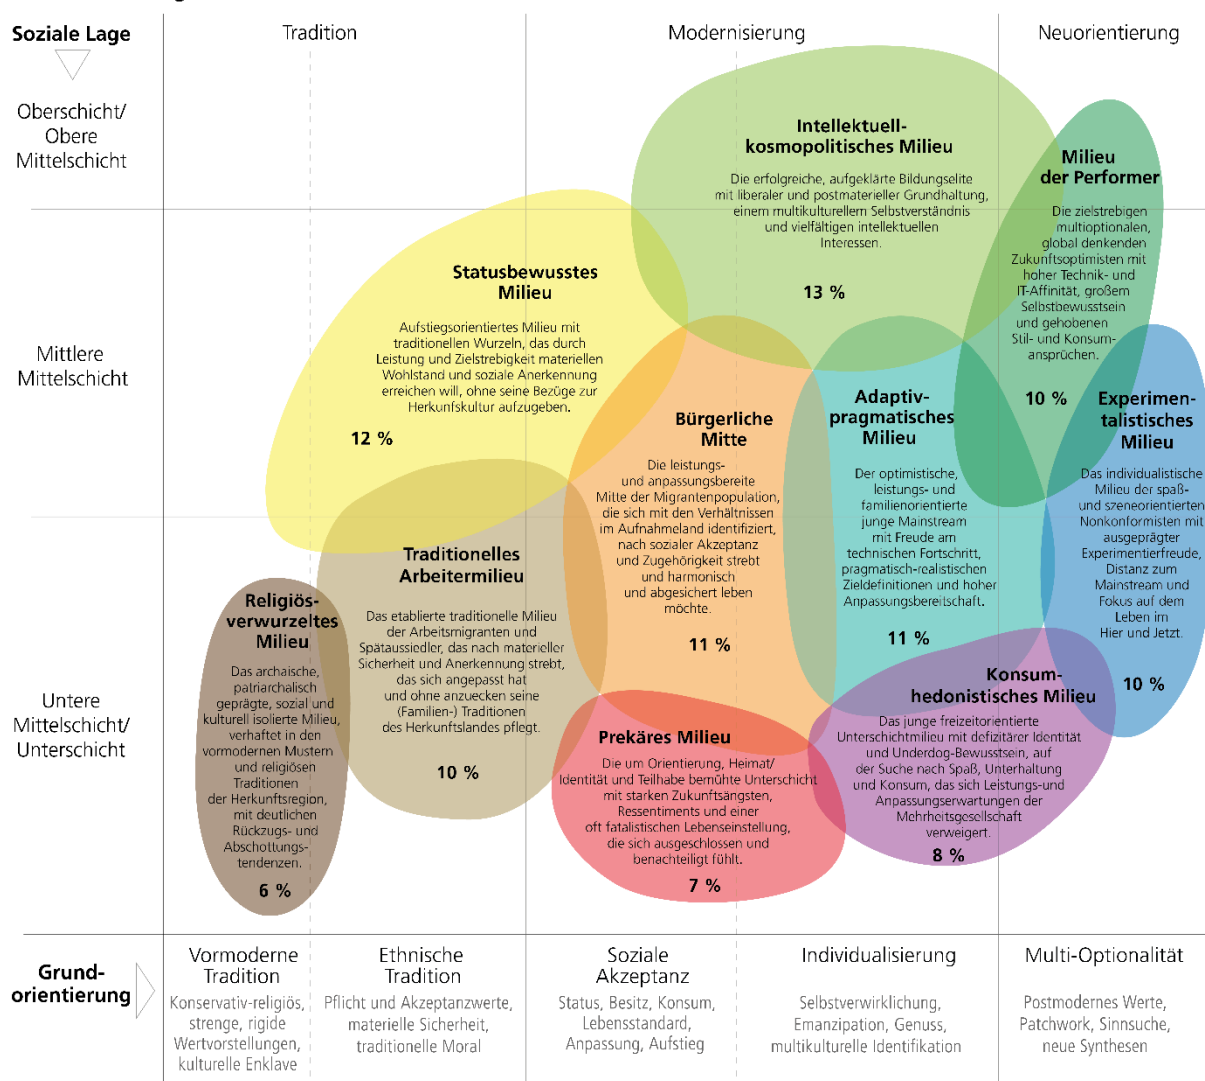 Soziale Lage
Tradition
Modernisierung
Neuorientierung
Oberschicht/
Obere
Mittelschicht
Mittlere
Mittelschicht
Untere
Mittelschicht/
Unterschicht
Intellektuell-
kosmopolitisches Milieu
Die erfolgreiche, aufgeklärte Bildungselite
mit liberaler und postmaterieller Grundhaltung,
einem multikulturellem Selbstverständnis
und vielfältigen intellektuellen
Interessen.
13 %
Milieu
der Performer
Die zielstrebigen
multioptionalen,
global denkenden
Zukunftsoptimisten mit
hoher Technik- und
IT-Affinität, großem
Selbstbewusstsein
und gehobenen
Stil- und Konsum-
ansprüchen.
10 %
Statusbewusstes
Milieu
Aufstiegsorientiertes Milieu mit
traditionellen Wurzeln, das durch
Leistung und Zielstrebigkeit materiellen
Wohlstand und soziale Anerkennung
erreichen will, ohne seine Bezüge zur
Herkunfskultur aufzugeben.
12 %
Bürgerliche
Mitte
Die leistungs-
und anpassungsbereite
Mitte der Migrantenpopulation,
die sich mit den Verhältnissen
im Aufnahmeland identifiziert,
nach sozialer Akzeptanz
und Zugehörigkeit strebt
und harmonisch
und abgesichert leben
möchte.
11 %
Adaptiv-
pragmatisches
Milieu
Der optimistische,
leistungs- und
familienorientierte
junge Mainstream
mit Freude am
technischen Fortschritt,
pragmatisch-realistischen
Zieldefinitionen und hoher
Anpassungsbereitschaft.
11 %
Experimen-
talistisches
Milieu
Das individualistische
Milieu der spaß-
und szeneorientierten
Nonkonformisten mit
ausgeprägter
Experimentierfreude,
Distanz zum
Mainstream und
Fokus auf dem
Leben im
Hier und Jetzt.
10 %
Traditionelles
Arbeitermilieu
Das etablierte traditionelle Milieu
der Arbeitsmigranten und
Spätaussiedler, das nach materieller
Sicherheit und Anerkennung strebt,
das sich angepasst hat
und ohne anzuecken seine
(Familien-) Traditionen
des Herkunftslandes pflegt.
10 %
Religiös-
verwurzeltes
Milieu
Das archaische,
patriarchalisch
geprägte, sozial und
kulturell isolierte Milieu,
verhaftet in den
vormodernen Mustern
und religiösen
Traditionen
der Herkunftsregion,
mit deutlichen
Rückzugs- und
Abschottungs-
tendenzen.
6 %
Prekäres Milieu
Die um Orientierung, Heimat/
Identität und Teilhabe bemühte Unterschicht
mit starken Zukunftsängsten,
Ressentiments und einer
oft fatalistischen Lebenseinstellung,
die sich ausgeschlossen und
benachteiligt fühlt.
7 %
Konsum-
hedonistisches Milieu
Das junge freizeitorientierte
Unterschichtmilieu mit defizitärer Identität
und Underdog-Bewusstsein, auf
der Suche nach Spaß, Unterhaltung
und Konsum, das sich Leistungs-und
Anpassungserwartungen der
Mehrheitsgesellschaft
verweigert.
8 %
Grund-
orientierung
Vormoderne
Tradition
Konservativ-religiös,
strenge, rigide
Wertvorstellungen,
kulturelle Enklave
Ethnische
Tradition
Pflicht und Akzeptanzwerte,
materielle Sicherheit,
traditionelle Moral
Soziale
Akzeptanz
Status, Besitz, Konsum,
Lebensstandard,
Anpassung, Aufstieg
Individualisierung
Selbstverwirklichung,
Emanzipation, Genuss,
multikulturelle Identifikation
Multi-Optionalität
Postmodernes Werte,
Patchwork, Sinnsuche,
neue Synthesen